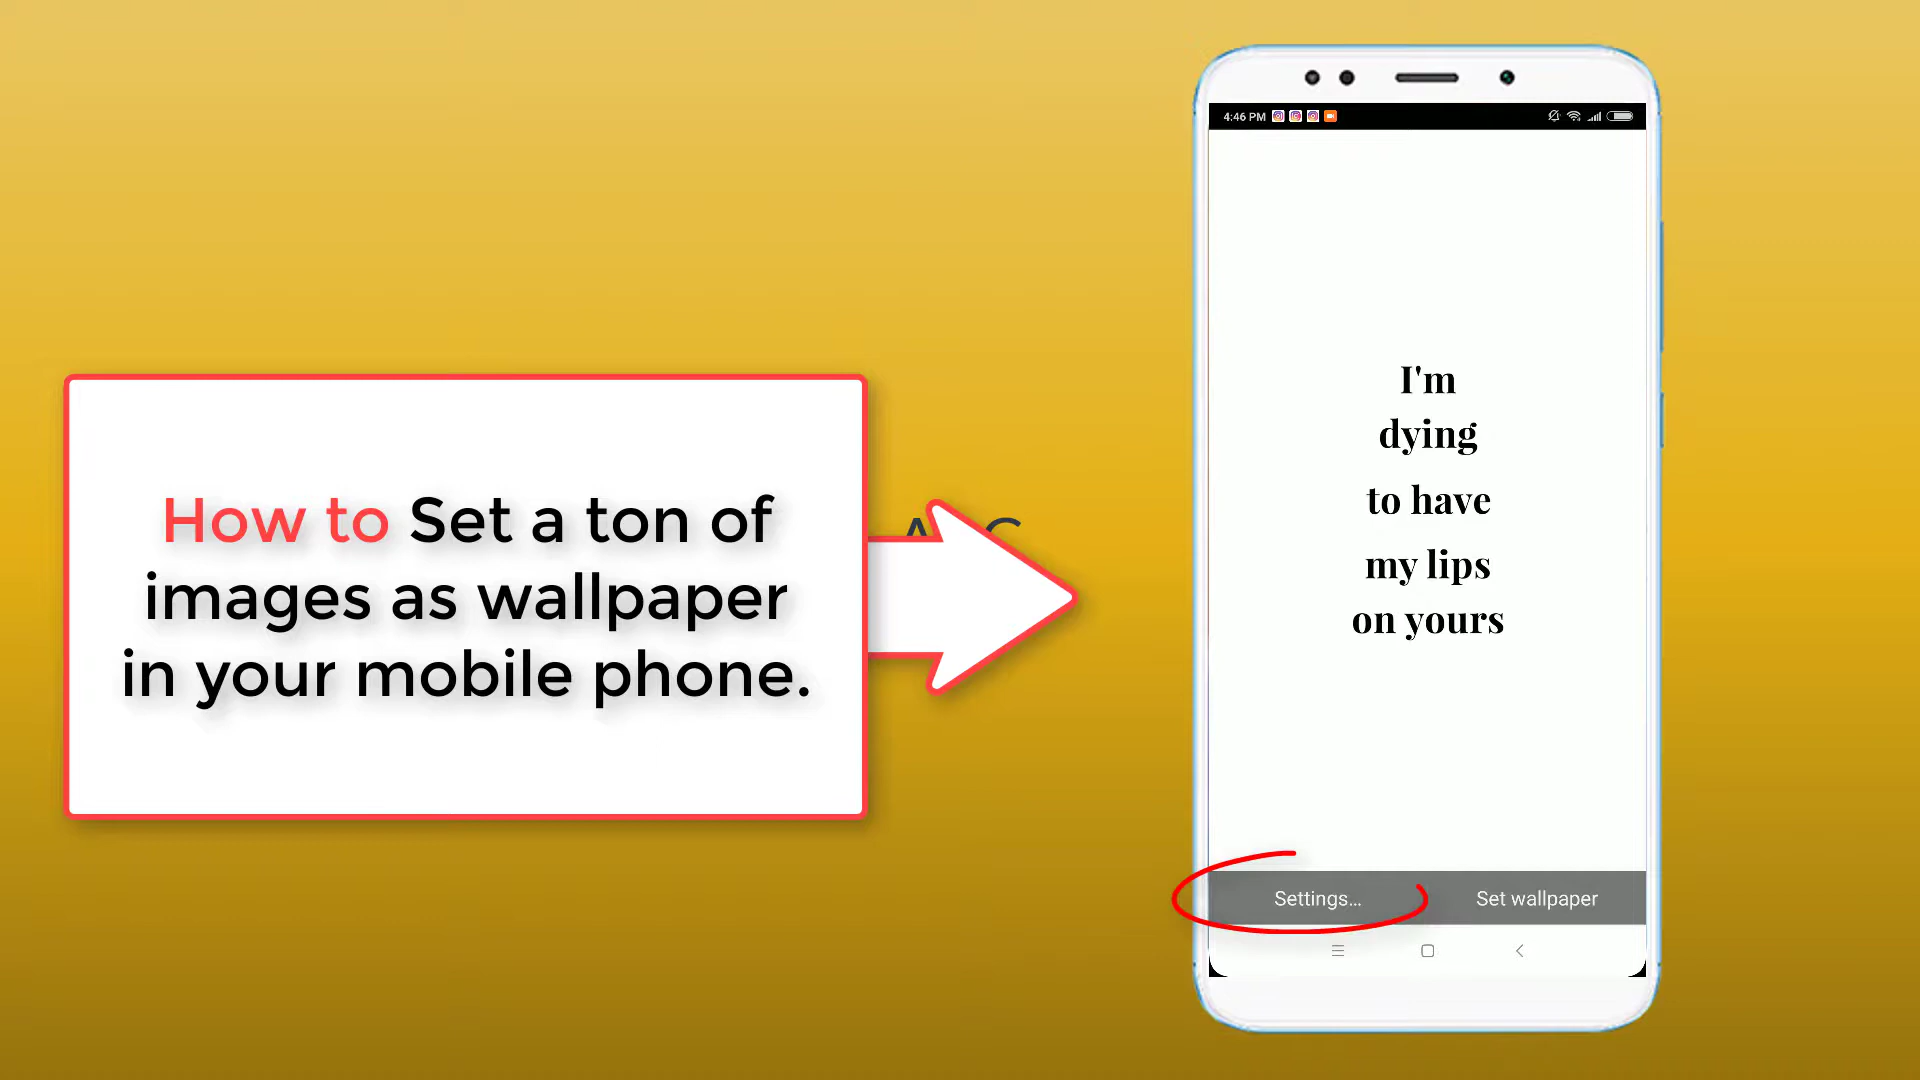 How to Set a ton of
images as wallpaper
in your mobile phone.
4:46 PM
I'm
dying
to have
my lips
on yours
Settings...
Set wallpaper